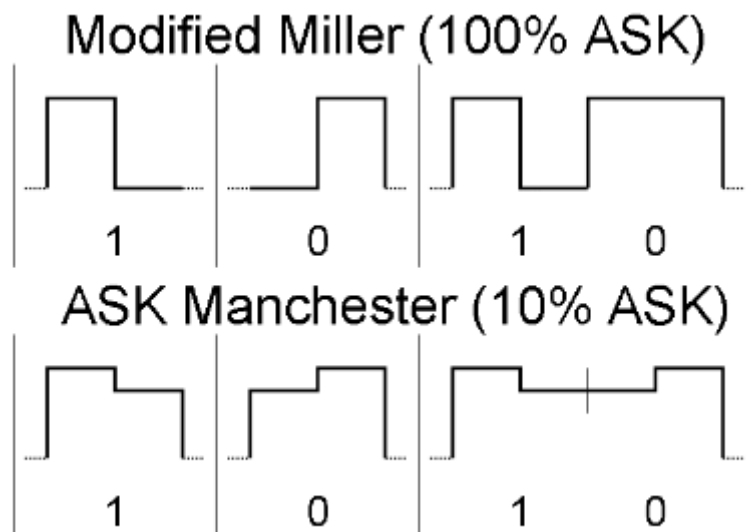 Modified Miller (100% ASK)
1 0 1 0
ASK Manchester (10% ASK)
1 0 1 0